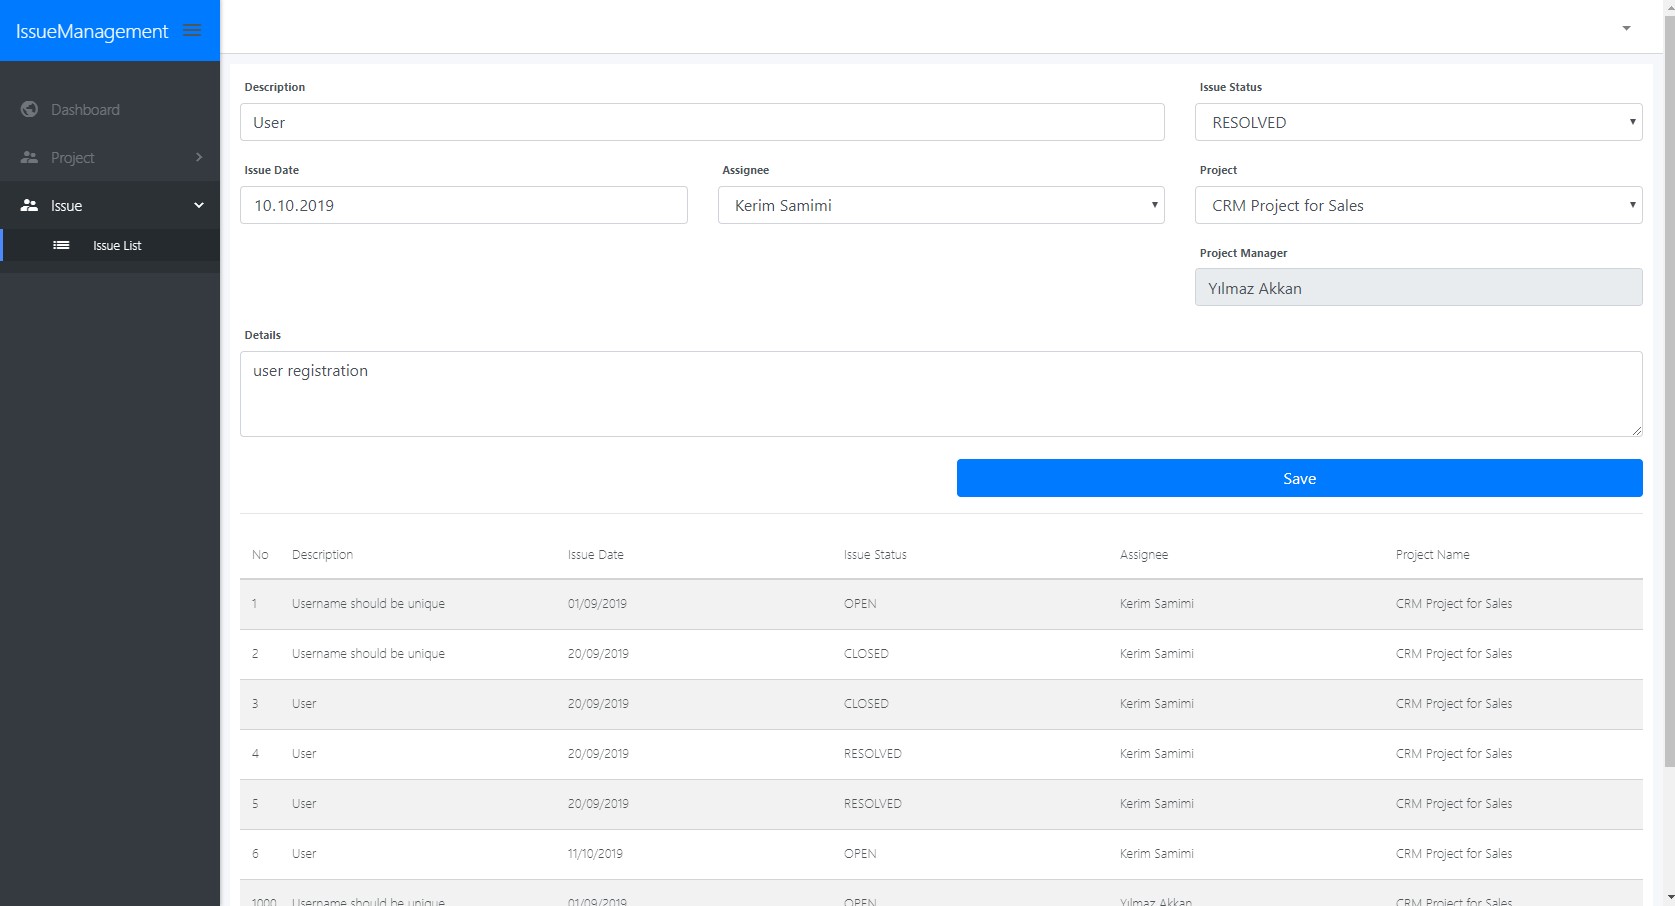 IssueManagement
Dashboard
Project
Issue
Issue List
Description
Issue Status
User
RESOLVED
Issue Date
Assignee
Project
10.10.2019
Kerim Samimi
CRM Project for Sales
Project Manager
Yılmaz Akkan
Details
user registration
Save
No Description Issue Date Issue Status Assignee Project Name
1 Username should be unique 01/09/2019 OPEN Kerim Samimi CRM Project for Sales
2 Username should be unique 20/09/2019 CLOSED Kerim Samimi CRM Project for Sales
3 User 20/09/2019 CLOSED Kerim Samimi CRM Project for Sales
4 User 20/09/2019 RESOLVED Kerim Samimi CRM Project for Sales
5 User 20/09/2019 RESOLVED Kerim Samimi CRM Project for Sales
6 User 11/10/2019 OPEN Kerim Samimi CRM Project for Sales
1000 Username should be unique 01/09/2019 OPEN Yılmaz Akkan CRM Project for Sales